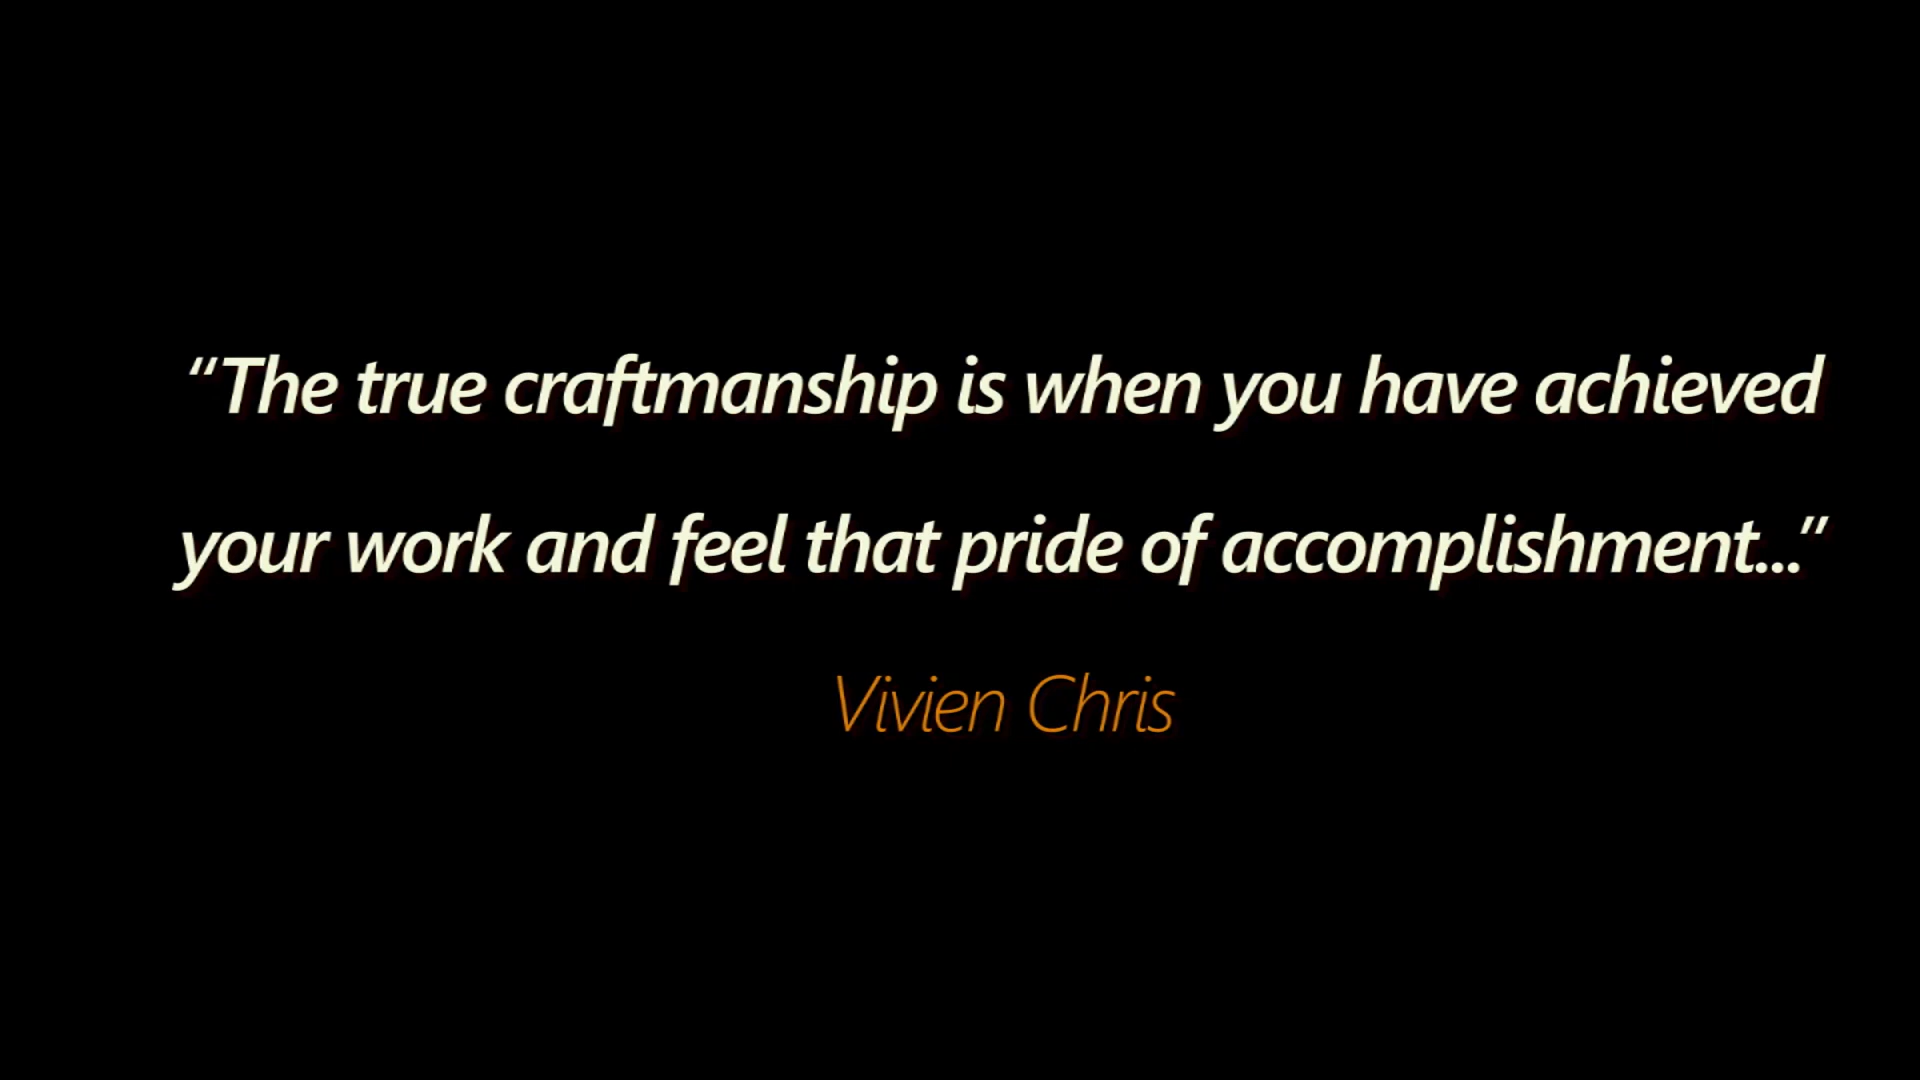 “The true craftmanship is when you have achieved
your work and feel that pride of accomplishment...”
Vivien Chris